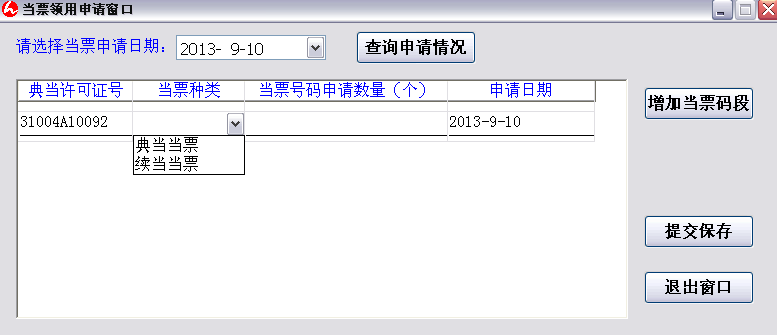 当票领用申请窗口
请选择当票申请日期： 2013- 9-10 查询申请情况
典当许可证号 当票种类 当票号码申请数量（个） 申请日期
增加当票码段
31004A10092 2013-9-10
典当当票
续当当票
提交保存
退出窗口